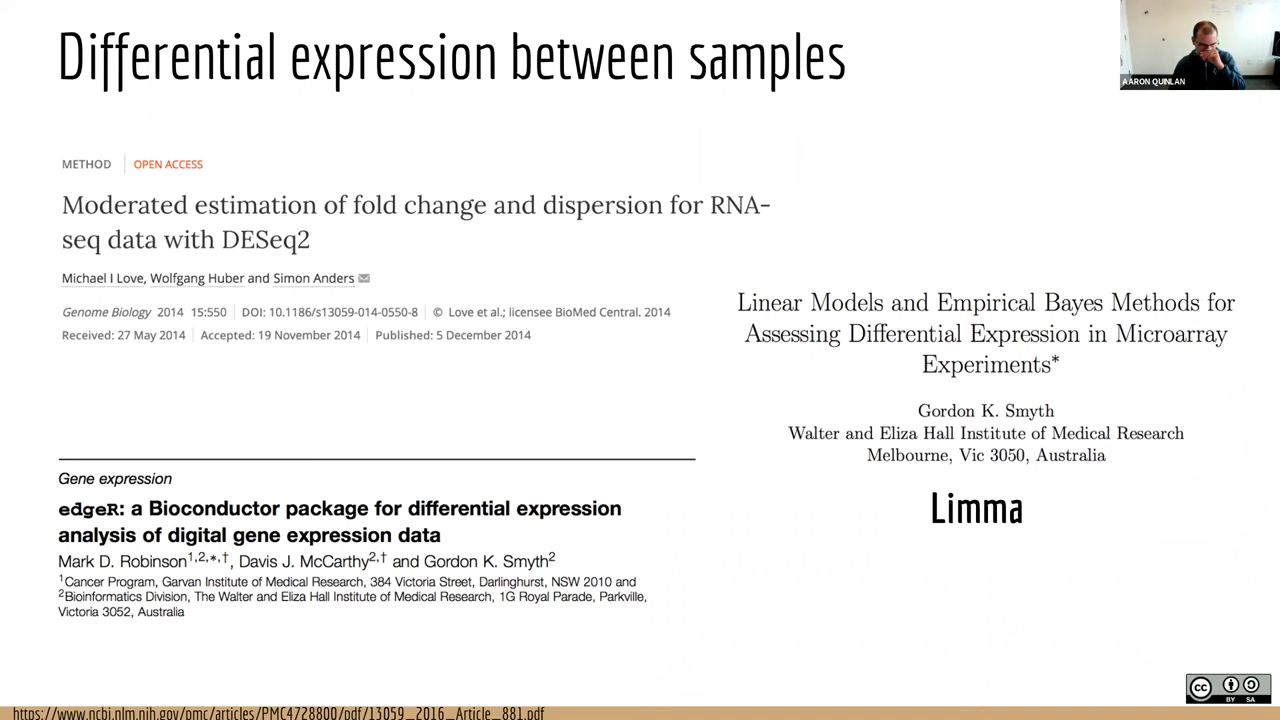 Differential expression between samples
AARON QUINLAN
METHOD OPEN ACCESS
Moderated estimation of fold change and dispersion for RNA-
seq data with DESeq2
Michael I Love, Wolfgang Huber and Simon Anders
Genome Biology 2014 15:550 DOI: 10.1186/s13059-014-0550-8 © Love et al.; licensee BioMed Central. 2014
Received: 27 May 2014 Accepted: 19 November 2014 Published: 5 December 2014
Linear Models and Empirical Bayes Methods for
Assessing Differential Expression in Microarray
Experiments*
Gordon K. Smyth
Walter and Eliza Hall Institute of Medical Research
Melbourne, Vic 3050, Australia
Limma
Gene expression
edgeR: a Bioconductor package for differential expression
analysis of digital gene expression data
Mark D. Robinson1,2,*,†, Davis J. McCarthy2,† and Gordon K. Smyth2
1Cancer Program, Garvan Institute of Medical Research, 384 Victoria Street, Darlinghurst, NSW 2010 and
2Bioinformatics Division, The Walter and Eliza Hall Institute of Medical Research, 1G Royal Parade, Parkville,
Victoria 3052, Australia
cc BY SA
https://www.ncbi.nlm.nih.gov/pmc/articles/PMC4728800/pdf/13059_2016_Article_881.pdf